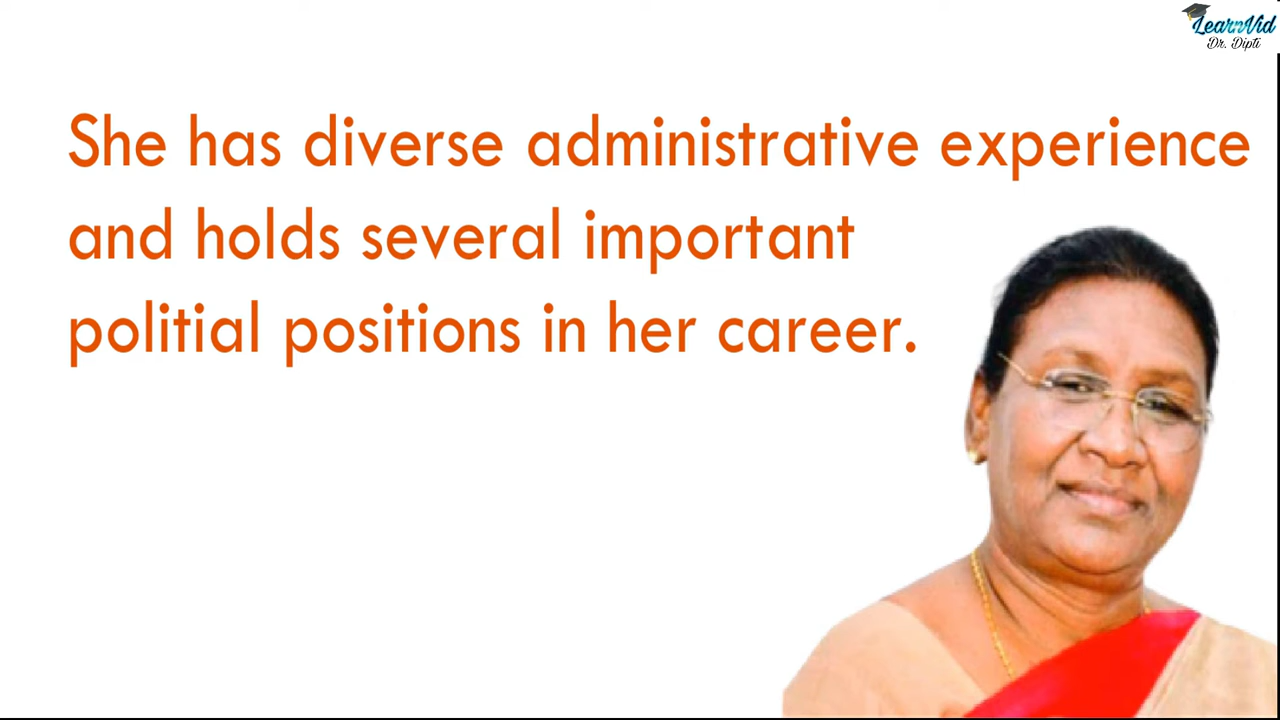 LearnVid
Dr. Dipti
She has diverse administrative experience
and holds several important
politial positions in her career.